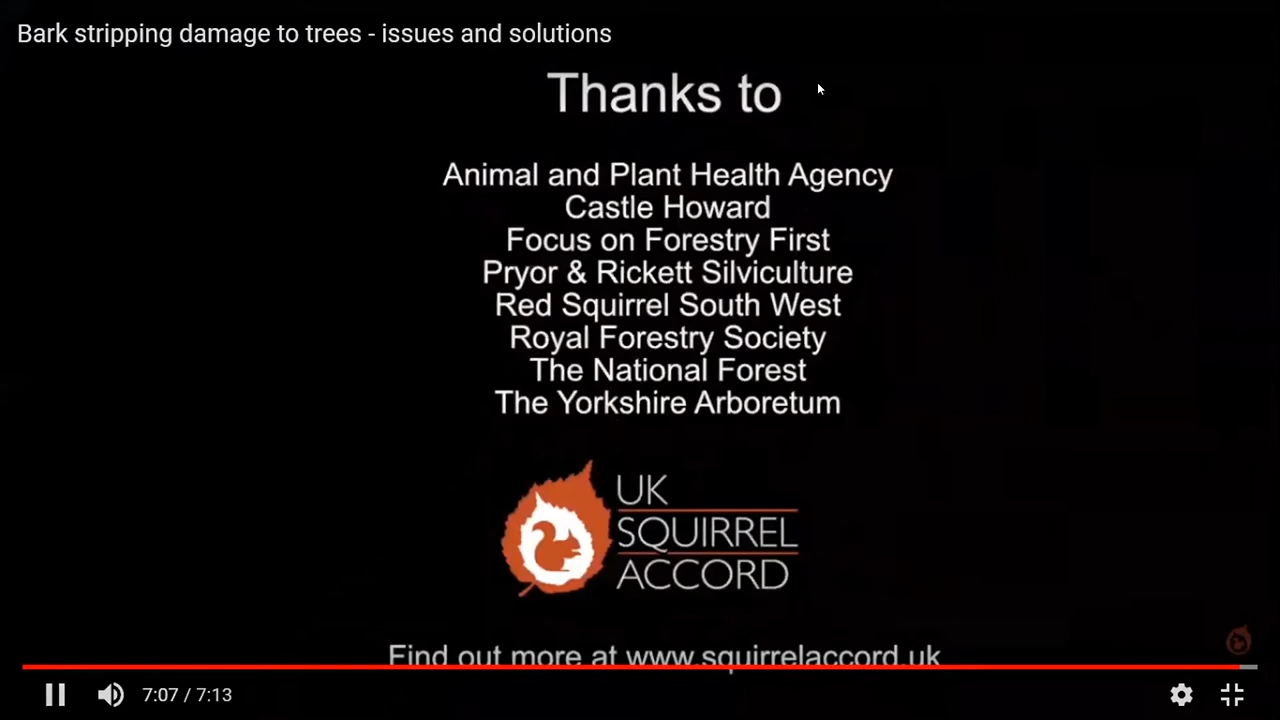 Bark stripping damage to trees - issues and solutions
Thanks to
Animal and Plant Health Agency
Castle Howard
Focus on Forestry First
Pryor & Rickett Silviculture
Red Squirrel South West
Royal Forestry Society
The National Forest
The Yorkshire Arboretum
UK
SQUIRREL
ACCORD
Find out more at www.squirrelaccord.uk
7:07 / 7:13